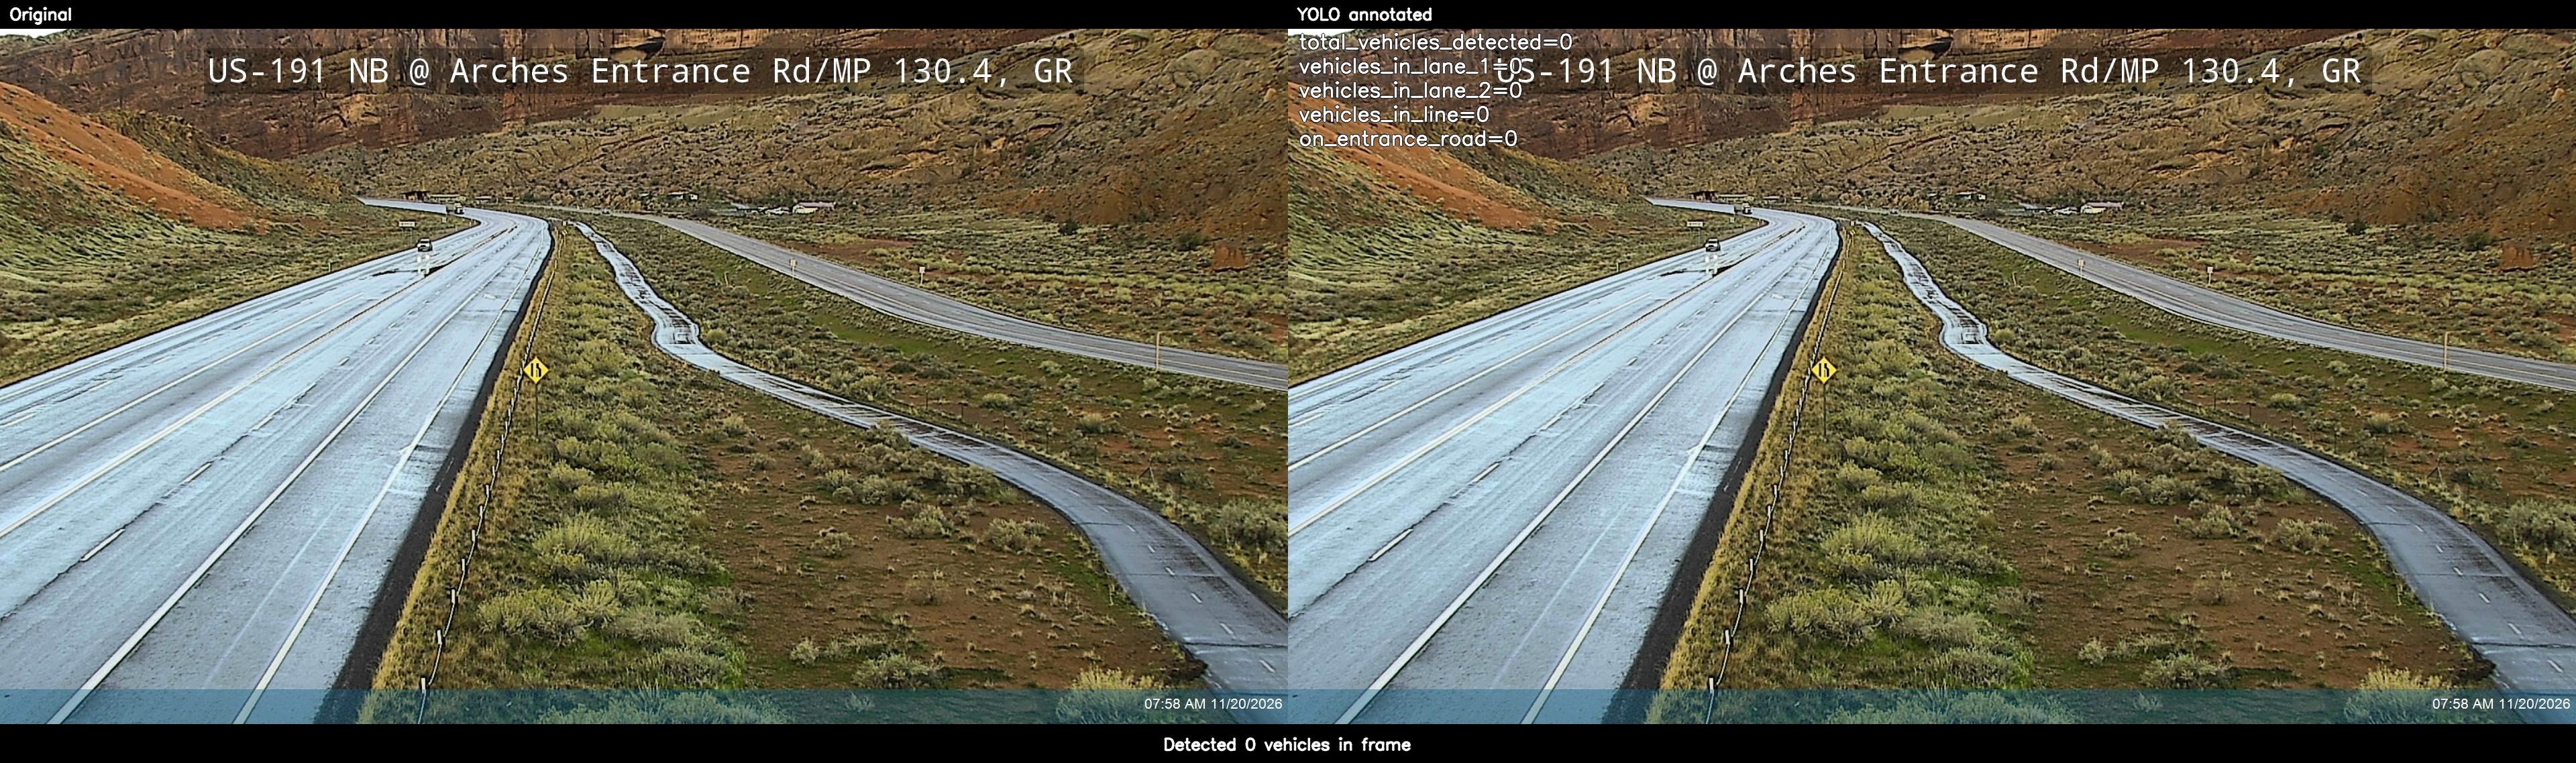 Original
US-191 NB @ Arches Entrance Rd/MP 130.4, GR
07:58 AM 11/20/2026
YOLO annotated
total_vehicles_detected=0
vehicles_in_lane_1=0
US-191 NB @ Arches Entrance Rd/MP 130.4, GR
vehicles_in_lane_2=0
vehicles_in_line=0
on_entrance_road=0
07:58 AM 11/20/2026
Detected 0 vehicles in frame